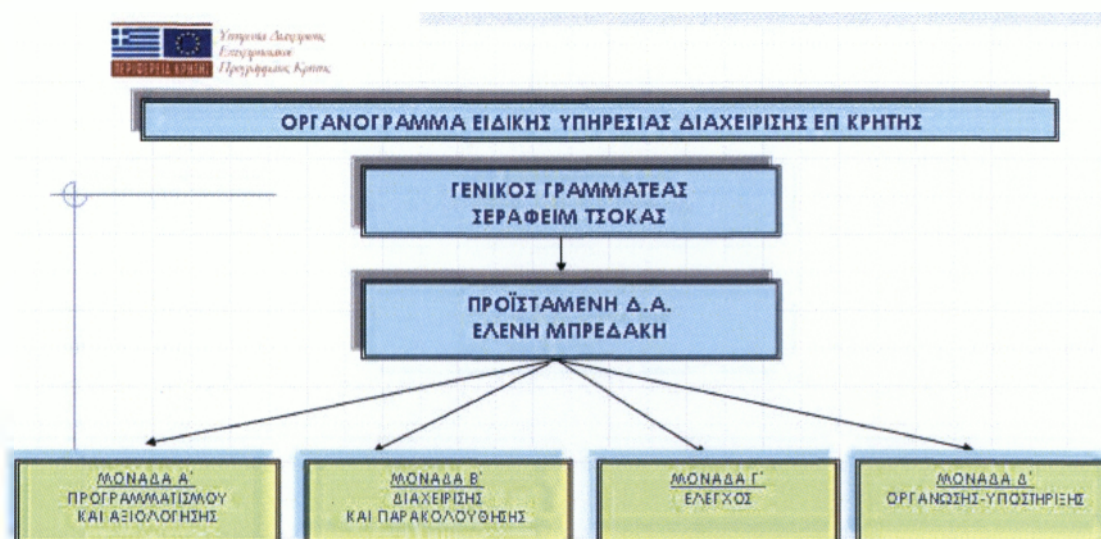 Υπηρεσία Διαχείρισης
Επιχειρησιακού
Προγράμματος Κρήτης
ΠΕΡΙΦΕΡΕΙΑ ΚΡΗΤΗΣ
ΟΡΓΑΝΟΓΡΑΜΜΑ ΕΙΔΙΚΗΣ ΥΠΗΡΕΣΙΑΣ ΔΙΑΧΕΙΡΙΣΗΣ ΕΠ ΚΡΗΤΗΣ
ΓΕΝΙΚΟΣ ΓΡΑΜΜΑΤΕΑΣ
ΣΕΡΑΦΕΙΜ ΤΣΟΚΑΣ
ΠΡΟΪΣΤΑΜΕΝΗ Δ.Α.
ΕΛΕΝΗ ΜΠΡΕΔΑΚΗ
ΜΟΝΑΔΑ Α'
ΠΡΟΓΡΑΜΜΑΤΙΣΜΟΥ
ΚΑΙ ΑΞΙΟΛΟΓΗΣΗΣ
ΜΟΝΑΔΑ Β'
ΔΙΑΧΕΙΡΙΣΗΣ
ΚΑΙ ΠΑΡΑΚΟΛΟΥΘΗΣΗΣ
ΜΟΝΑΔΑ Γ'
ΕΛΕΓΧΟΣ
ΜΟΝΑΔΑ Δ'
ΟΡΓΑΝΩΣΗΣ-ΥΠΟΣΤΗΡΙΞΗΣ